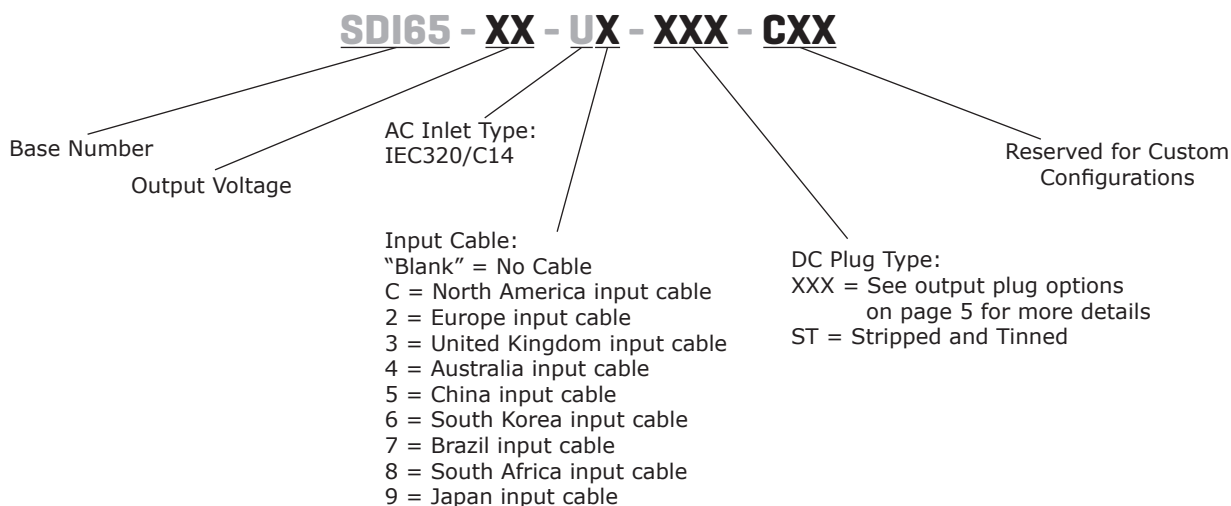 SDI65 - XX - UX - XXX - CXX
Base Number
Output Voltage
AC Inlet Type:
IEC320/C14
Input Cable:
“Blank” = No Cable
C = North America input cable
2 = Europe input cable
3 = United Kingdom input cable
4 = Australia input cable
5 = China input cable
6 = South Korea input cable
7 = Brazil input cable
8 = South Africa input cable
9 = Japan input cable
DC Plug Type:
XXX = See output plug options
on page 5 for more details
ST = Stripped and Tinned
Reserved for Custom
Configurations